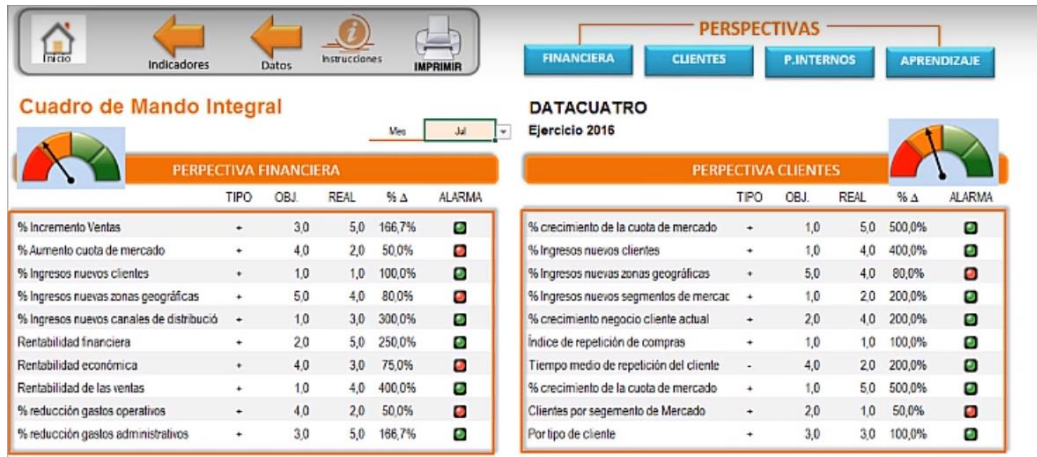 Inicio
Indicadores
Datos
Instrucciones
IMPRIMIR
PERSPECTIVAS
FINANCIERA
CLIENTES
P.INTERNOS
APRENDIZAJE
Cuadro de Mando Integral
Mes Jul
DATACUATRO
Ejercicio 2016
PERPECTIVA FINANCIERA
TIPO OBJ. REAL % Δ ALARMA
% Incremento Ventas + 3,0 5,0 166,7%
% Aumento cuota de mercado + 4,0 2,0 50,0%
% Ingresos nuevos clientes + 1,0 1,0 100,0%
% Ingresos nuevas zonas geográficas + 5,0 4,0 80,0%
% Ingresos nuevos canales de distribució + 1,0 3,0 300,0%
Rentabilidad financiera + 2,0 5,0 250,0%
Rentabilidad económica + 4,0 3,0 75,0%
Rentabilidad de las ventas + 1,0 4,0 400,0%
% reducción gastos operativos + 4,0 2,0 50,0%
% reducción gastos administrativos + 3,0 5,0 166,7%
PERPECTIVA CLIENTES
TIPO OBJ. REAL % Δ ALARMA
% crecimiento de la cuota de mercado + 1,0 5,0 500,0%
% Ingresos nuevos clientes + 1,0 4,0 400,0%
% Ingresos nuevas zonas geográficas + 5,0 4,0 80,0%
% Ingresos nuevos segmentos de mercac + 1,0 2,0 200,0%
% crecimiento negocio cliente actual + 2,0 4,0 200,0%
Índice de repetición de compras + 1,0 1,0 100,0%
Tiempo medio de repetición del cliente - 4,0 2,0 200,0%
% crecimiento de la cuota de mercado + 1,0 5,0 500,0%
Clientes por segemento de Mercado + 2,0 1,0 50,0%
Por tipo de cliente + 3,0 3,0 100,0%